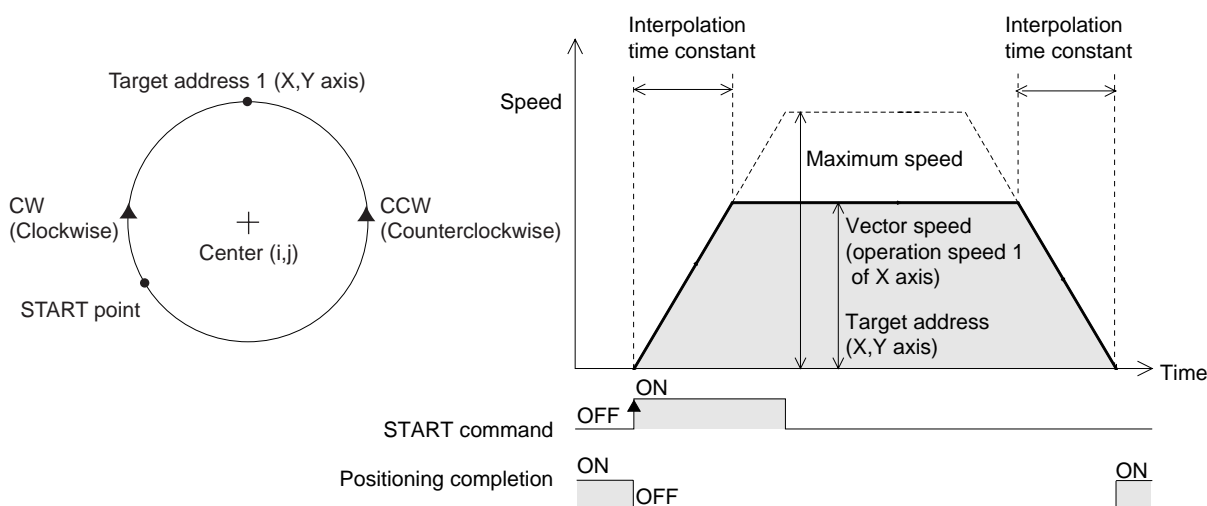 Target address 1 (X,Y axis)
CW
(Clockwise)
CCW
(Counterclockwise)
Center (i,j)
START point
Interpolation
time constant
Interpolation
time constant
Speed
Maximum speed
Vector speed
(operation speed 1
of X axis)
Target address
(X,Y axis)
Time
ON
OFF
START command
ON
Positioning completion
OFF
ON